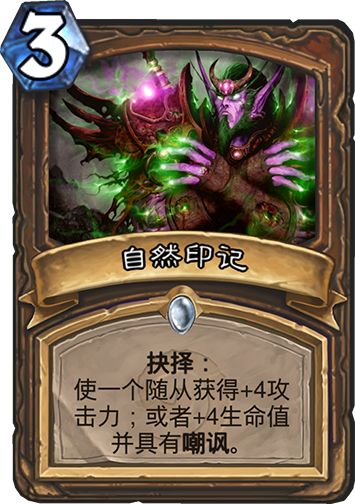 3
自然印记
抉择：
使一个随从获得+4攻
击力；或者+4生命值
并具有嘲讽。